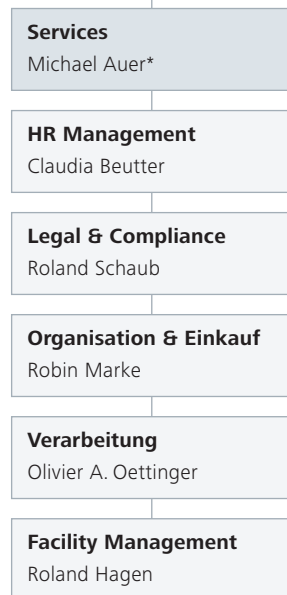 Services
Michael Auer*
HR Management
Claudia Beutter
Legal & Compliance
Roland Schaub
Organisation & Einkauf
Robin Marke
Verarbeitung
Olivier A. Oettinger
Facility Management
Roland Hagen